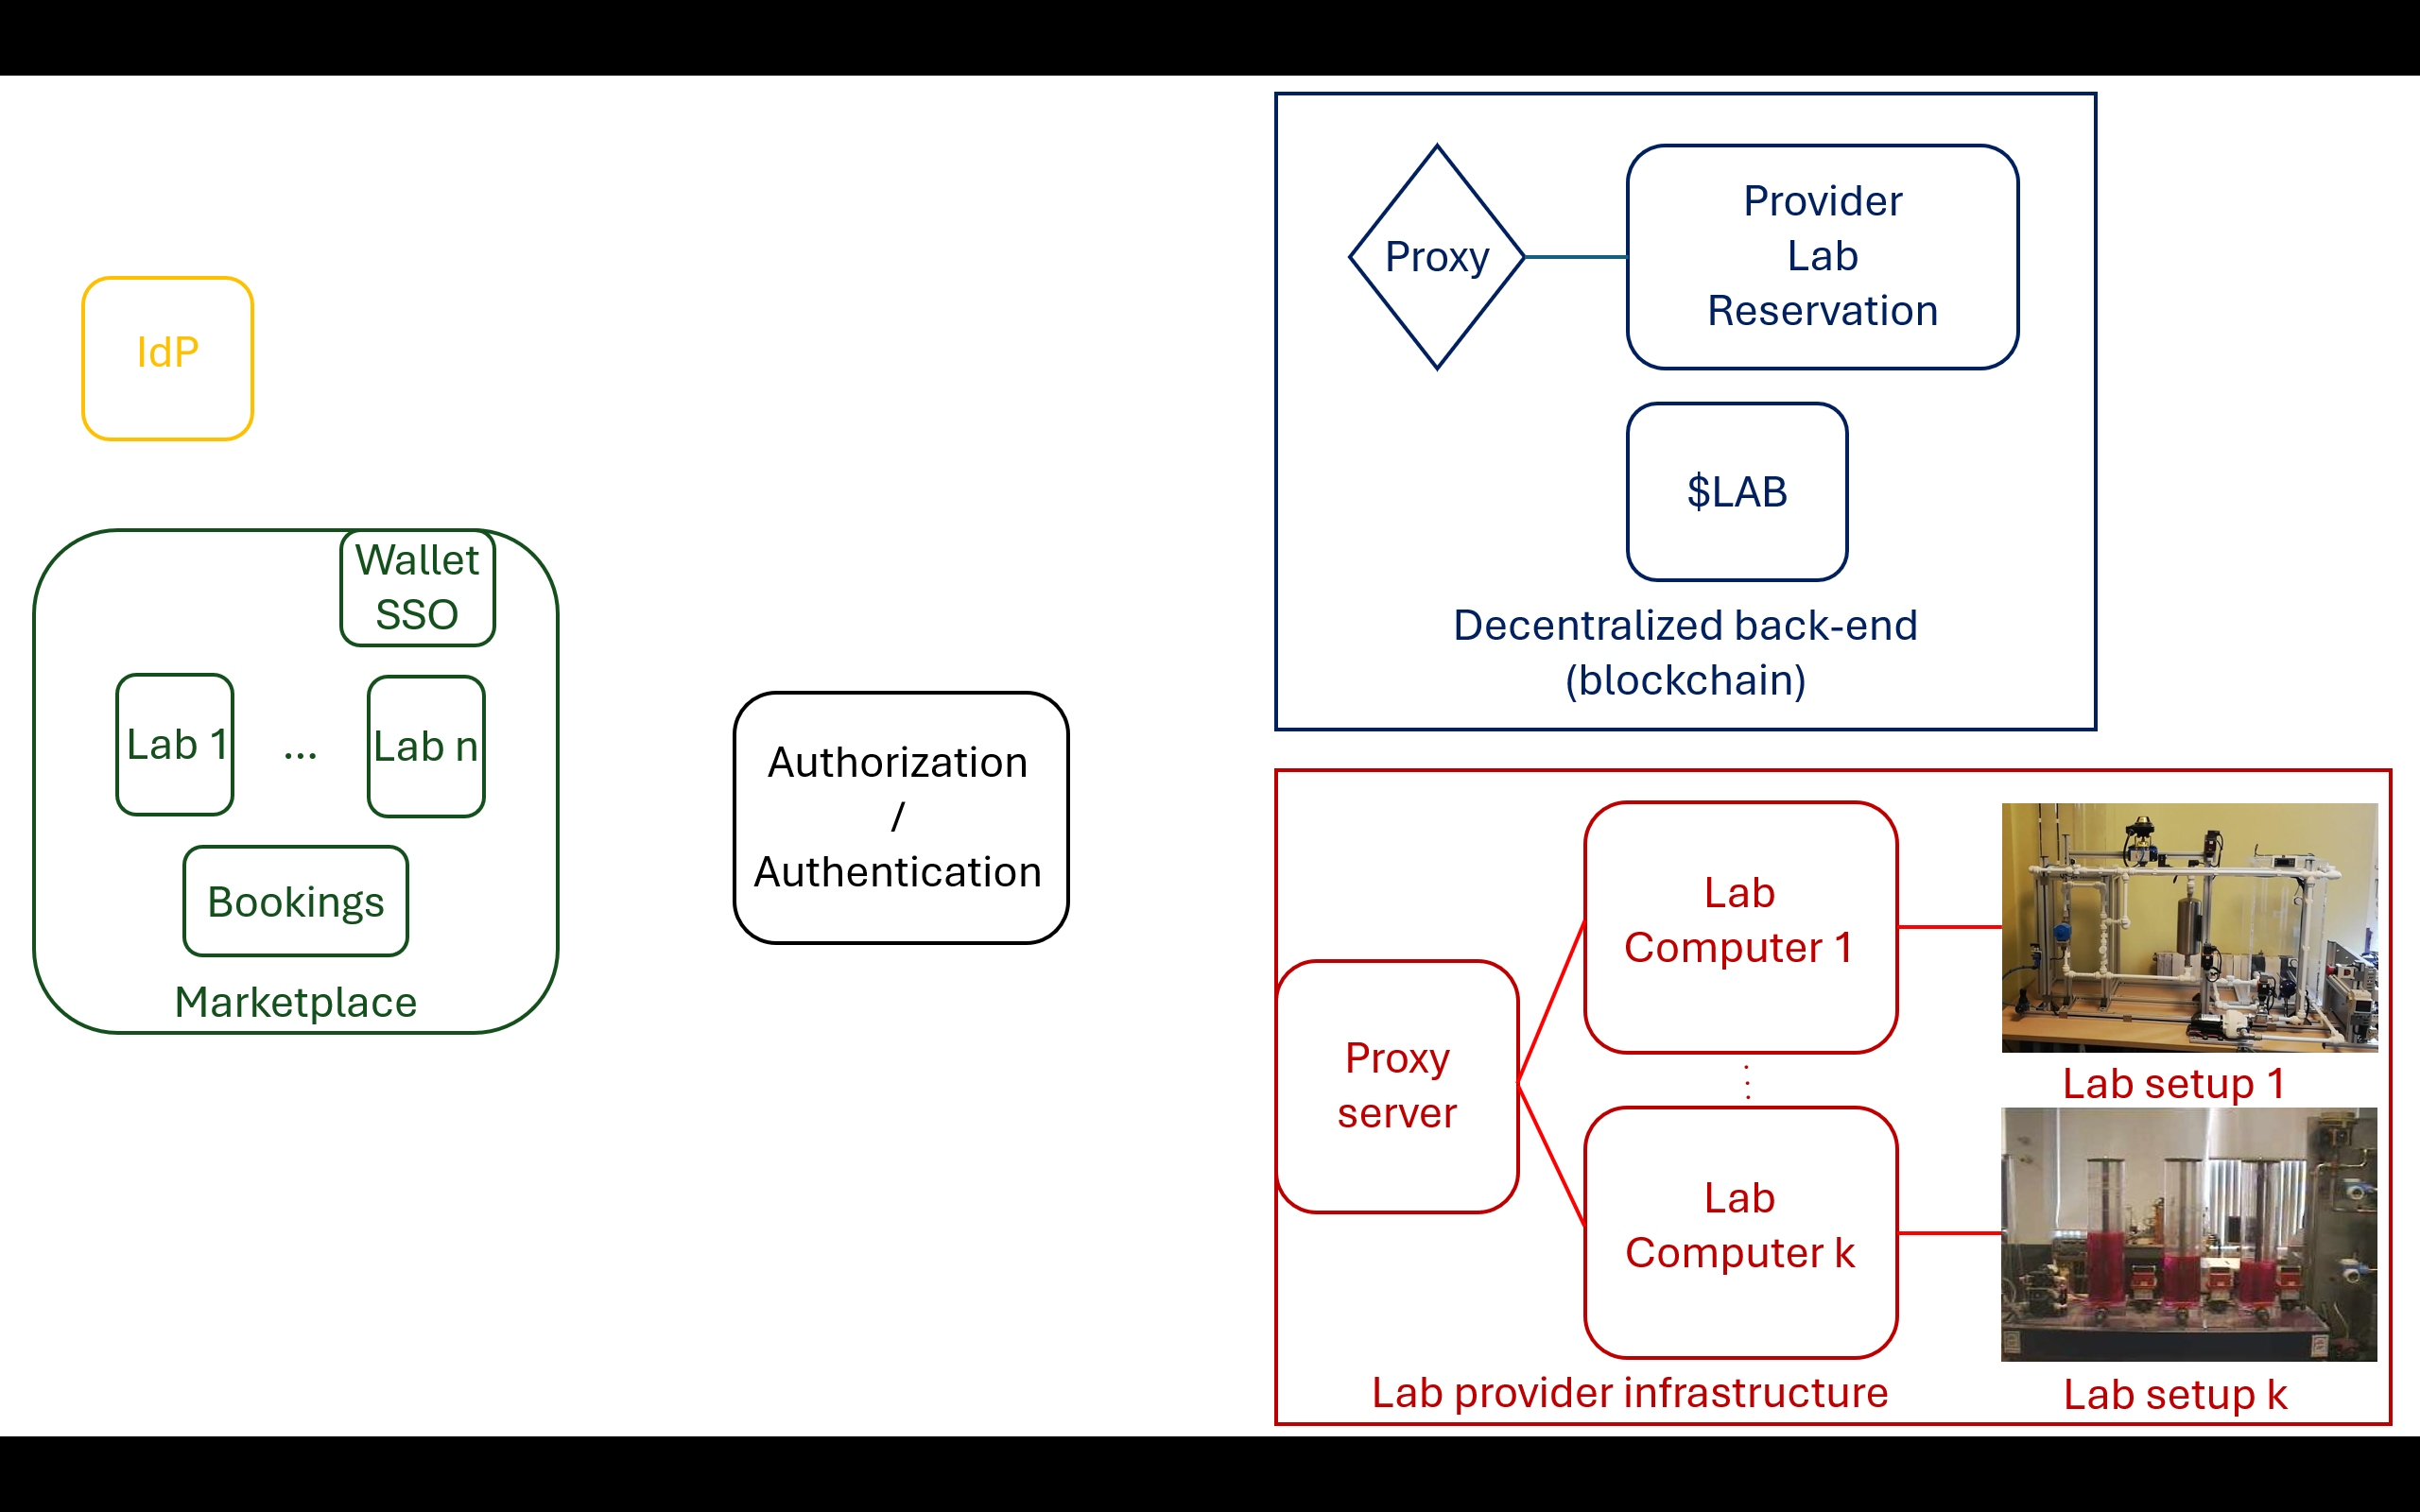 IdP
Wallet
SSO
Lab 1
...
Lab n
Bookings
Marketplace
Authorization
/
Authentication
Proxy
Provider
Lab
Reservation
$LAB
Decentralized back-end
(blockchain)
Proxy
server
Lab
Computer 1
Lab setup 1
Lab
Computer k
Lab provider infrastructure
Lab setup k